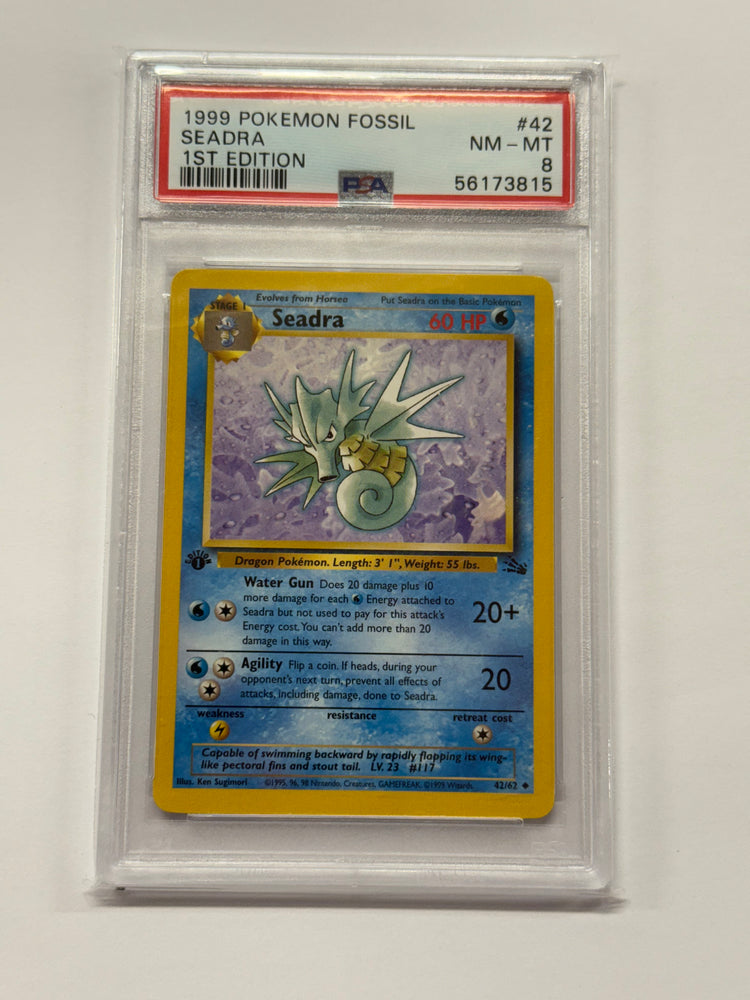 1999 POKEMON FOSSIL #42
SEADRA NM – MT
1ST EDITION 8
PSA 56173815
Evolves from Horsea Put Seadra on the Basic Pokémon
STAGE 1
Seadra 60 HP
EDITION
1
Dragon Pokémon. Length: 3' 1", Weight: 55 lbs.
Water Gun Does 20 damage plus 10
more damage for each Energy attached to
Seadra but not used to pay for this attack's
Energy cost. You can't add more than 20
damage in this way.
20+
Agility Flip a coin. If heads, during your
opponent's next turn, prevent all effects of
attacks, including damage, done to Seadra.
20
weakness resistance retreat cost
Capable of swimming backward by rapidly flapping its wing-
like pectoral fins and stout tail. LV. 23 #117
Illus. Ken Sugimori ©1995, 96, 98 Nintendo, Creatures, GAMEFREAK. ©1999 Wizards. 42/62